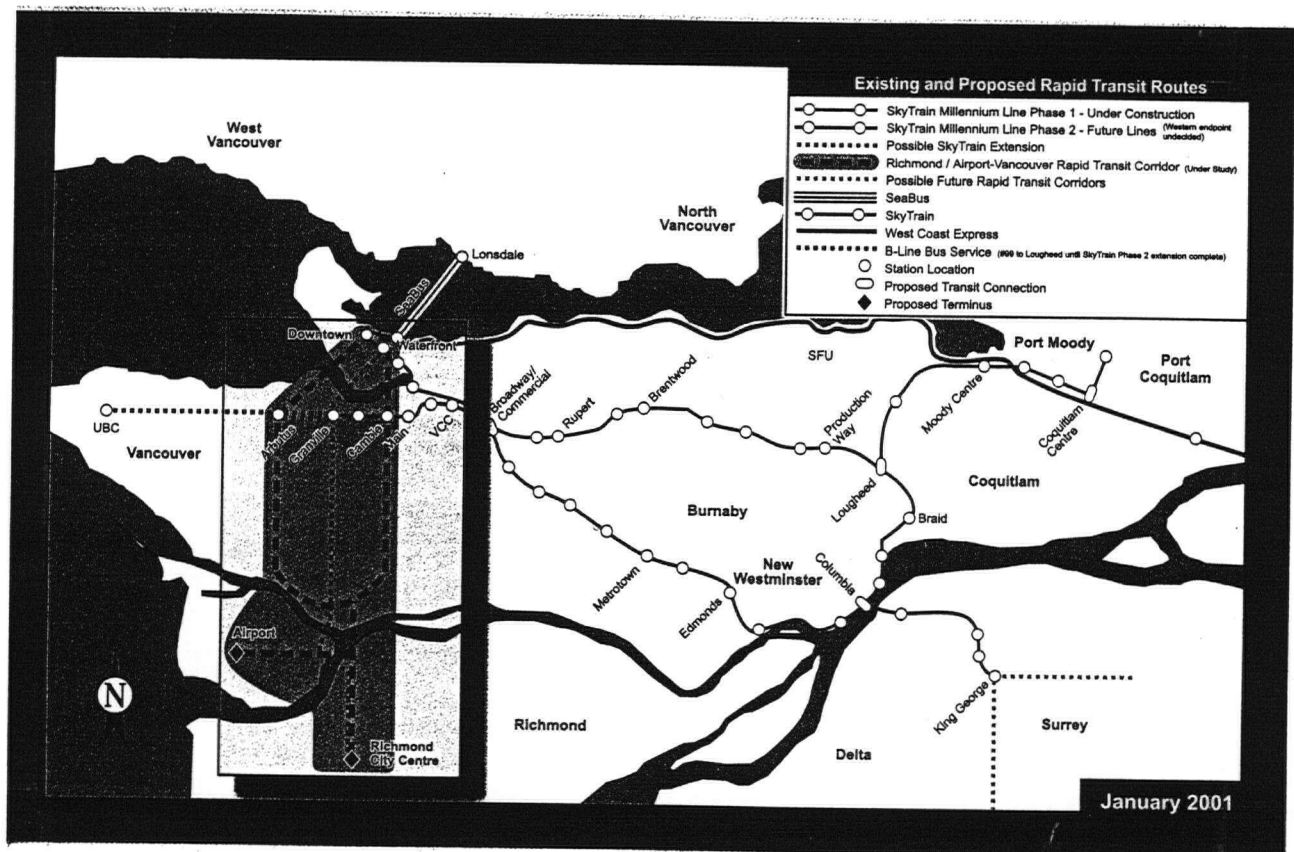 Existing and Proposed Rapid Transit Routes
SkyTrain Millennium Line Phase 1 - Under Construction
SkyTrain Millennium Line Phase 2 - Future Lines (Western endpoint
undecided)
Possible SkyTrain Extension
Richmond / Airport-Vancouver Rapid Transit Corridor (Under Study)
Possible Future Rapid Transit Corridors
SeaBus
SkyTrain
West Coast Express
B-Line Bus Service (#99 to Lougheed until SkyTrain Phase 2 extension complete)
Station Location
Proposed Transit Connection
Proposed Terminus
West
Vancouver
North
Vancouver
Lonsdale
SeaBus
Downtown
Waterfront
SFU
Port Moody
Port
Coquitlam
UBC
Vancouver
Arbutus
Granville
Cambie
Main
VCC
Broadway/
Commercial
Rupert
Brentwood
Production
Way
Moody Centre
Coquitlam
Centre
Lougheed
Coquitlam
Burnaby
Braid
New
Westminster
Columbia
Metrotown
Edmonds
Airport
N
Richmond
City Centre
Richmond
Delta
King George
Surrey
January 2001